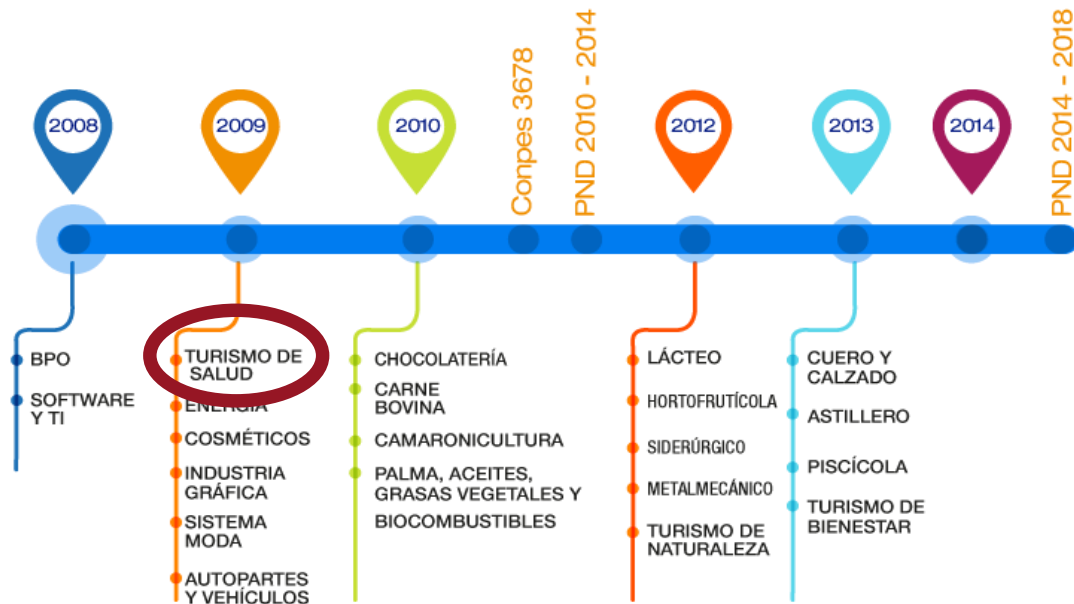 2008
2009
2010
Conpes 3678
PND 2010 - 2014
2012
2013
2014
PND 2014 - 2018
BPO
SOFTWARE
Y TI
TURISMO DE
SALUD
ENERGÍA
COSMÉTICOS
INDUSTRIA
GRÁFICA
SISTEMA
MODA
AUTOPARTES
Y VEHÍCULOS
CHOCOLATERÍA
CARNE
BOVINA
CAMARONICULTURA
PALMA, ACEITES,
GRASAS VEGETALES Y
BIOCOMBUSTIBLES
LÁCTEO
HORTOFRUTÍCOLA
SIDERÚRGICO
METALMECÁNICO
TURISMO DE
NATURALEZA
CUERO Y
CALZADO
ASTILLERO
PISCÍCOLA
TURISMO DE
BIENESTAR